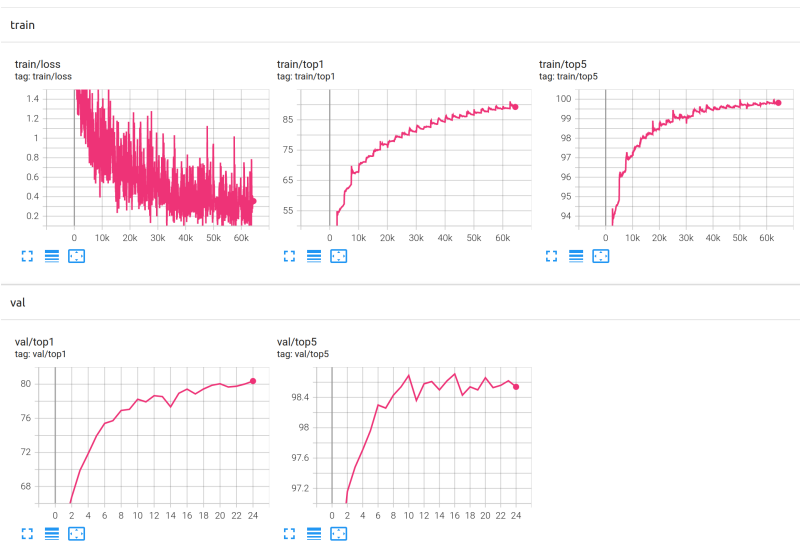 train
train/loss
tag: train/loss
1.4
1.2
1
0.8
0.6
0.4
0.2
0 10k 20k 30k 40k 50k 60k
train/top1
tag: train/top1
85
75
65
55
0 10k 20k 30k 40k 50k 60k
train/top5
tag: train/top5
100
99
98
97
96
95
94
0 10k 20k 30k 40k 50k 60k
val
val/top1
tag: val/top1
80
76
72
68
0 2 4 6 8 10 12 14 16 18 20 22 24
val/top5
tag: val/top5
98.4
98
97.6
97.2
0 2 4 6 8 10 12 14 16 18 20 22 24